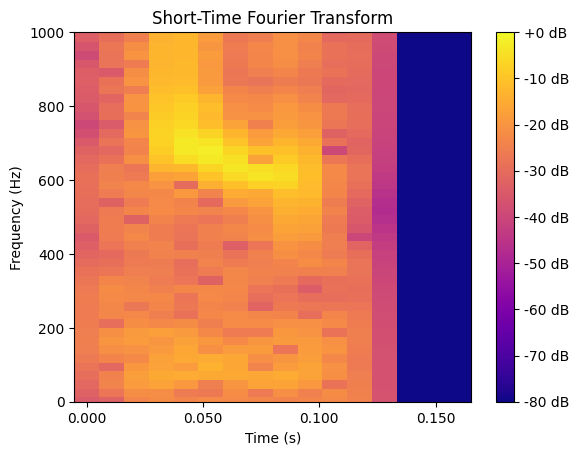 Short-Time Fourier Transform
1000
800
600
400
200
0
Frequency (Hz)
0.000
0.050
0.100
0.150
Time (s)
+0 dB
-10 dB
-20 dB
-30 dB
-40 dB
-50 dB
-60 dB
-70 dB
-80 dB